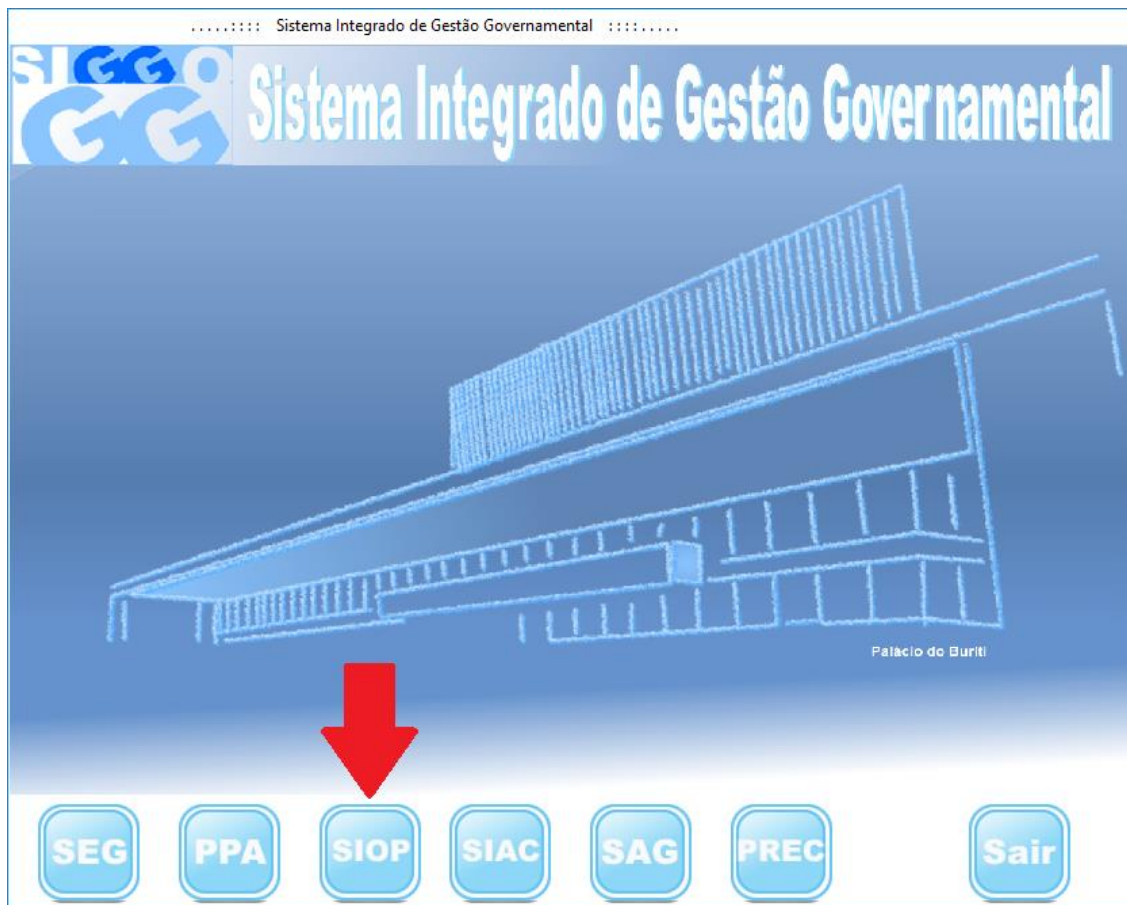 .....:::: Sistema Integrado de Gestão Governamental ::::.....
SIGGO
GG
Sistema Integrado de Gestão Governamental
Palácio do Buriti
SEG PPA SIOP SIAC SAG PREC Sair